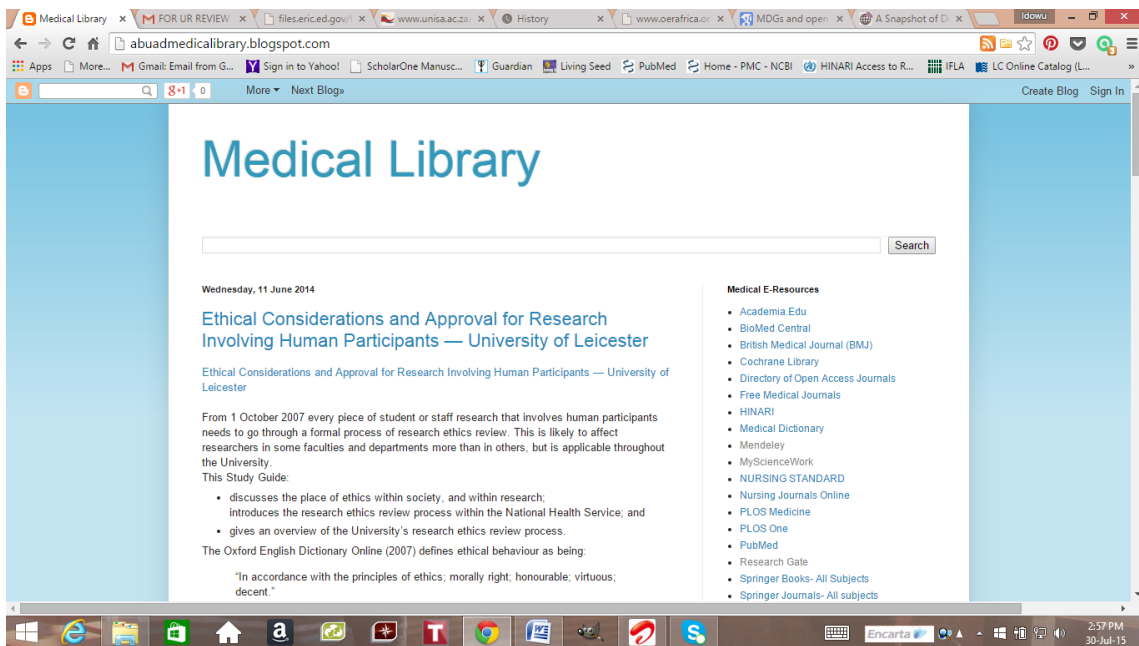 Medical Library
FOR UR REVIEW
files.eric.ed.gov/
www.unisa.ac.za
History
www.oerafrica.or
MDGs and open
A Snapshot of Di
Idowu
abuadmedicalibrary.blogspot.com
Apps
More...
Gmail: Email from G...
Sign in to Yahoo!
ScholarOne Manusc...
Guardian
Living Seed
PubMed
Home - PMC - NCBI
HINARI Access to R...
IFLA
LC Online Catalog (L...
»
g+1 0 More Next Blog» Create Blog Sign In
Medical Library
Search
Wednesday, 11 June 2014
Ethical Considerations and Approval for Research
Involving Human Participants — University of Leicester
Ethical Considerations and Approval for Research Involving Human Participants — University of
Leicester
From 1 October 2007 every piece of student or staff research that involves human participants
needs to go through a formal process of research ethics review. This is likely to affect
researchers in some faculties and departments more than in others, but is applicable throughout
the University.
This Study Guide:
• discusses the place of ethics within society, and within research;
introduces the research ethics review process within the National Health Service; and
• gives an overview of the University's research ethics review process.
The Oxford English Dictionary Online (2007) defines ethical behaviour as being:
"In accordance with the principles of ethics; morally right; honourable; virtuous;
decent."
Medical E-Resources
• Academia.Edu
• BioMed Central
• British Medical Journal (BMJ)
• Cochrane Library
• Directory of Open Access Journals
• Free Medical Journals
• HINARI
• Medical Dictionary
• Mendeley
• MyScienceWork
• NURSING STANDARD
• Nursing Journals Online
• PLOS Medicine
• PLOS One
• PubMed
• Research Gate
• Springer Books- All Subjects
• Springer Journals- All subjects
Encarta
2:57 PM
30-Jul-15